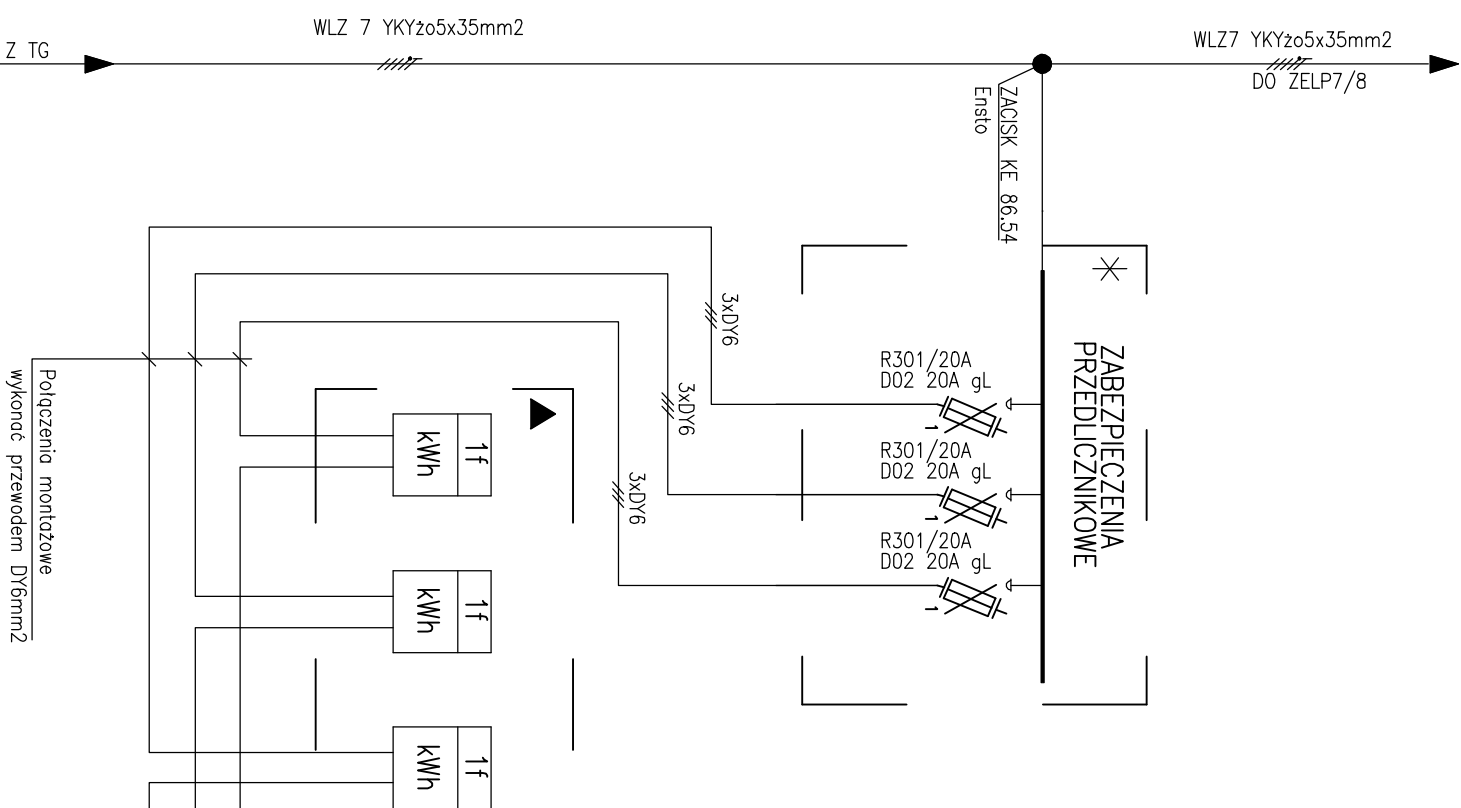 WLZ 7 YKYżo5x35mm2
Z TG
WLZ7 YKYżo5x35mm2
DO ZELP7/8
ZACISK KE 86.54
Ensto
ZABEZPIECZENIA
PRZEDLICZNIKOWE
3xDY6
3xDY6
3xDY6
R301/20A
D02 20A gL
1
R301/20A
D02 20A gL
1
R301/20A
D02 20A gL
1
1f
kWh
1f
kWh
1f
kWh
Połączenia montażowe
wykonać przewodem DY6mm2